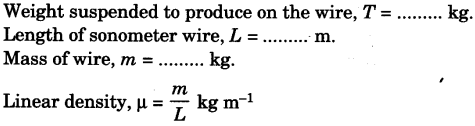 Weight suspended to produce on the wire, T = ......... kg.
Length of sonometer wire, L = ......... m.
Mass of wire, m = ......... kg.
Linear density, μ = m/L kg m⁻¹